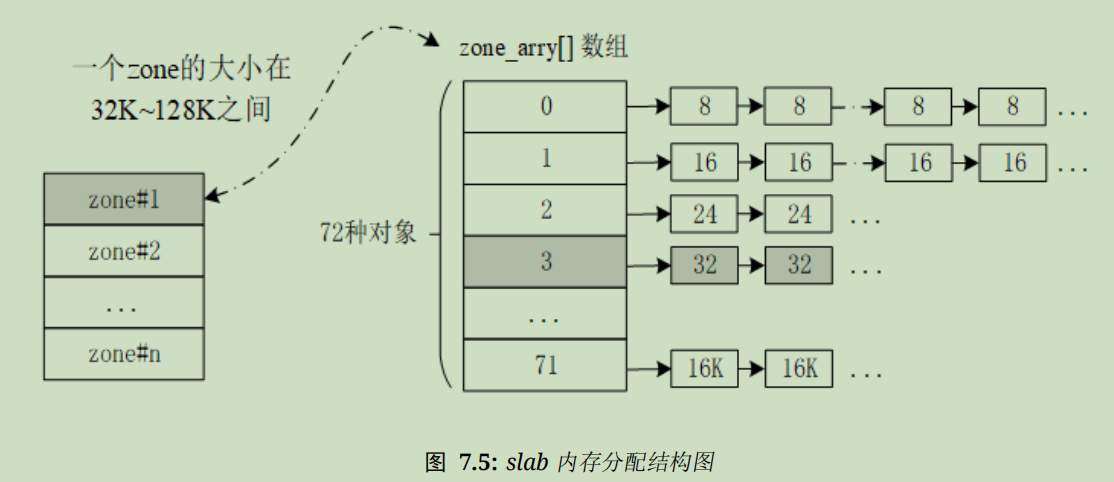 一个zone的大小在
32K~128K之间
zone_arry[] 数组
zone#1
zone#2
...
zone#n
72种对象
0 8 8 8 8 ...
1 16 16 16 16 ...
2 24 24 ...
3 32 32 ...
...
71 16K 16K ...
图 7.5: slab 内存分配结构图